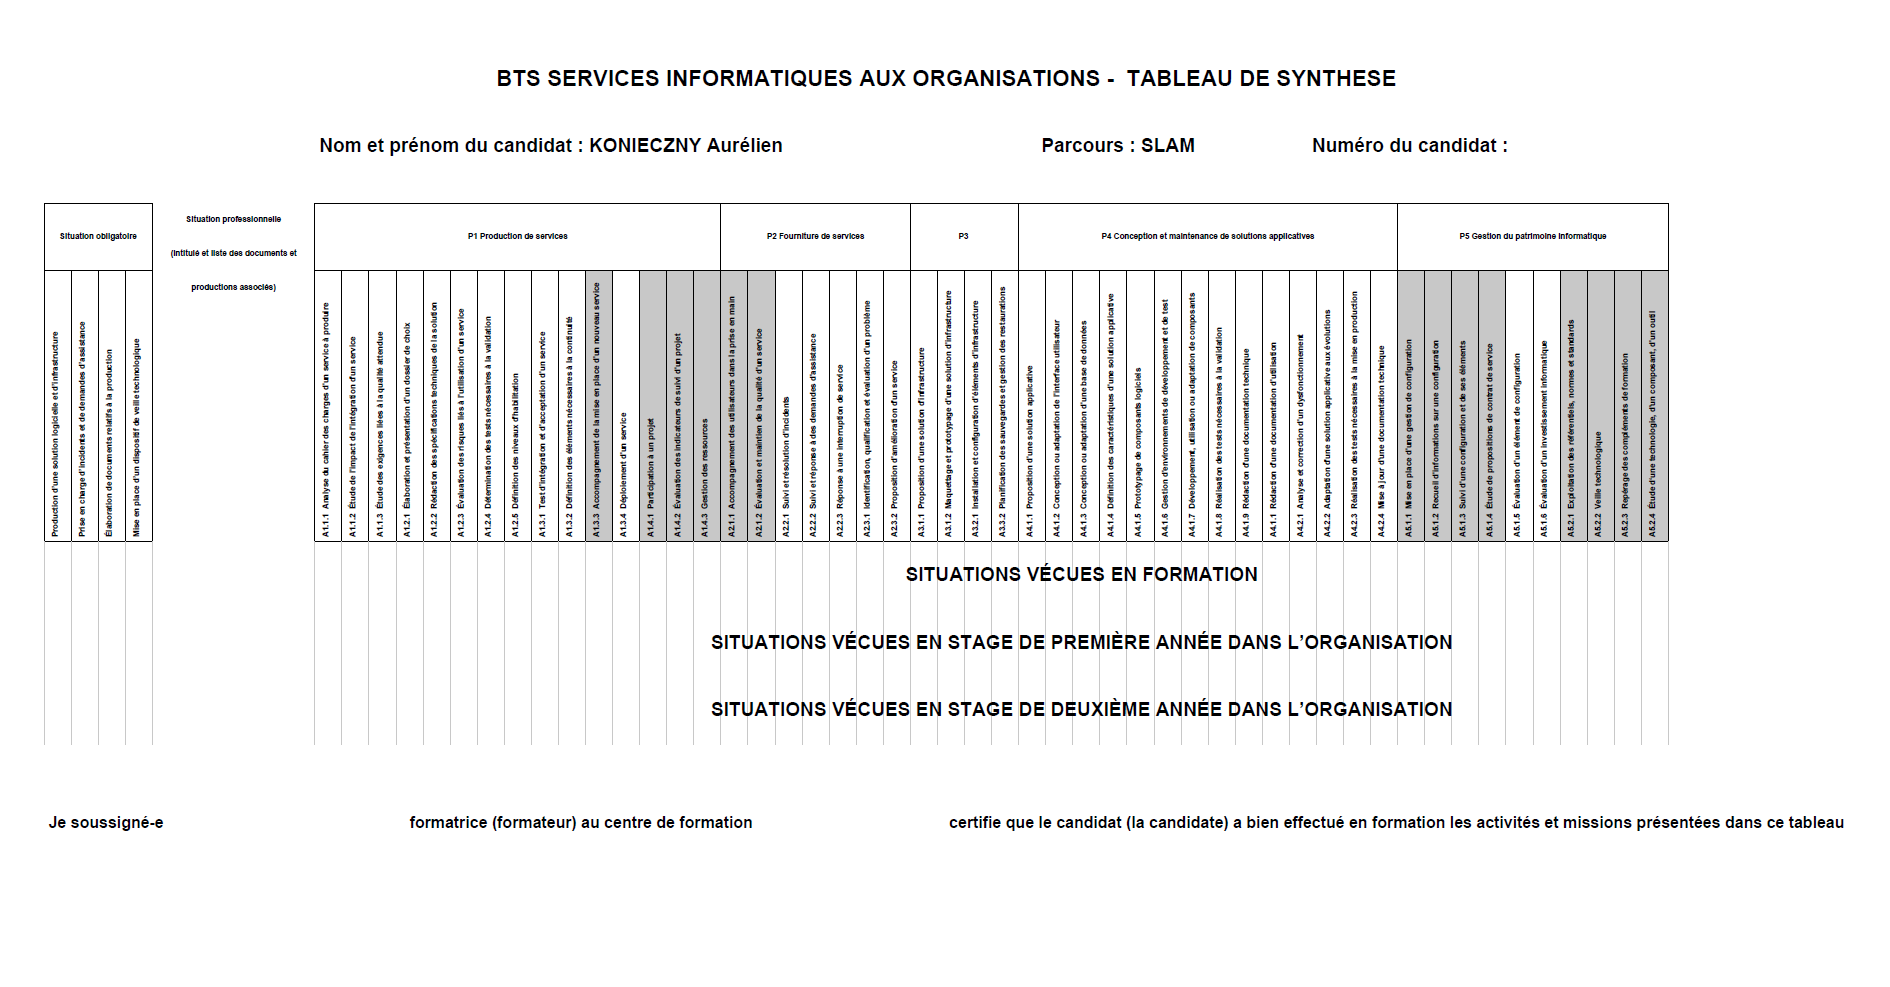 BTS SERVICES INFORMATIQUES AUX ORGANISATIONS - TABLEAU DE SYNTHESE
Nom et prénom du candidat : KONIECZNY Aurélien
Parcours : SLAM
Numéro du candidat :
Situation obligatoire
Situation professionnelle
(intitulé et liste des documents et
productions associés)
P1 Production de services
P2 Fourniture de services
P3
P4 Conception et maintenance de solutions applicatives
P5 Gestion du patrimoine informatique
Production d'une solution logicielle et d'infrastructure
Prise en charge d'incidents et de demandes d'assistance
Élaboration de documents relatifs à la production
Mise en place d'un dispositif de veille technologique
A1.1.1 Analyse du cahier des charges d'un service à produire
A1.1.2 Étude de l'impact de l'intégration d'un service
A1.1.3 Étude des exigences liées à la qualité attendue
A1.2.1 Élaboration et présentation d'un dossier de choix
A1.2.2 Rédaction des spécifications techniques de la solution
A1.2.3 Évaluation des risques liés à l'utilisation d'un service
A1.2.4 Détermination des tests nécessaires à la validation
A1.2.5 Définition des niveaux d'habilitation
A1.3.1 Test d'intégration et d'acceptation d'un service
A1.3.2 Définition des éléments nécessaires à la continuité
A1.3.3 Accompagnement de la mise en place d'un nouveau service
A1.3.4 Déploiement d'un service
A1.4.1 Participation à un projet
A1.4.2 Évaluation des indicateurs de suivi d'un projet
A1.4.3 Gestion des ressources
A2.1.1 Accompagnement des utilisateurs dans la prise en main
A2.1.2 Évaluation et maintien de la qualité d'un service
A2.2.1 Suivi et résolution d'incidents
A2.2.2 Suivi et réponse à des demandes d'assistance
A2.2.3 Réponse à une interruption de service
A2.3.1 Identification, qualification et évaluation d'un problème
A2.3.2 Proposition d'amélioration d'un service
A3.1.1 Proposition d'une solution d'infrastructure
A3.1.2 Maquettage et prototypage d'une solution d'infrastructure
A3.2.1 Installation et configuration d'éléments d'infrastructure
A3.3.2 Planification des sauvegardes et gestion des restaurations
A4.1.1 Proposition d'une solution applicative
A4.1.2 Conception ou adaptation de l'interface utilisateur
A4.1.3 Conception ou adaptation d'une base de données
A4.1.4 Définition des caractéristiques d'une solution applicative
A4.1.5 Prototypage de composants logiciels
A4.1.6 Gestion d'environnements de développement et de test
A4.1.7 Développement, utilisation ou adaptation de composants
A4.1.8 Réalisation des tests nécessaires à la validation
A4.1.9 Rédaction d'une documentation technique
A4.1.1 Rédaction d'une documentation d'utilisation
A4.2.1 Analyse et correction d'un dysfonctionnement
A4.2.2 Adaptation d'une solution applicative aux évolutions
A4.2.3 Réalisation des tests nécessaires à la mise en production
A4.2.4 Mise à jour d'une documentation technique
A5.1.1 Mise en place d'une gestion de configuration
A5.1.2 Recueil d'informations sur une configuration
A5.1.3 Suivi d'une configuration et de ses éléments
A5.1.4 Étude de propositions de contrat de service
A5.1.5 Évaluation d'un élément de configuration
A5.1.6 Évaluation d'un investissement informatique
A5.2.1 Exploitation des référentiels, normes et standards
A5.2.2 Veille technologique
A5.2.3 Repérage des compléments de formation
A5.2.4 Étude d'une technologie, d'un composant, d'un outil
SITUATIONS VÉCUES EN FORMATION
SITUATIONS VÉCUES EN STAGE DE PREMIÈRE ANNÉE DANS L'ORGANISATION
SITUATIONS VÉCUES EN STAGE DE DEUXIÈME ANNÉE DANS L'ORGANISATION
Je soussigné-e
formatrice (formateur) au centre de formation
certifie que le candidat (la candidate) a bien effectué en formation les activités et missions présentées dans ce tableau